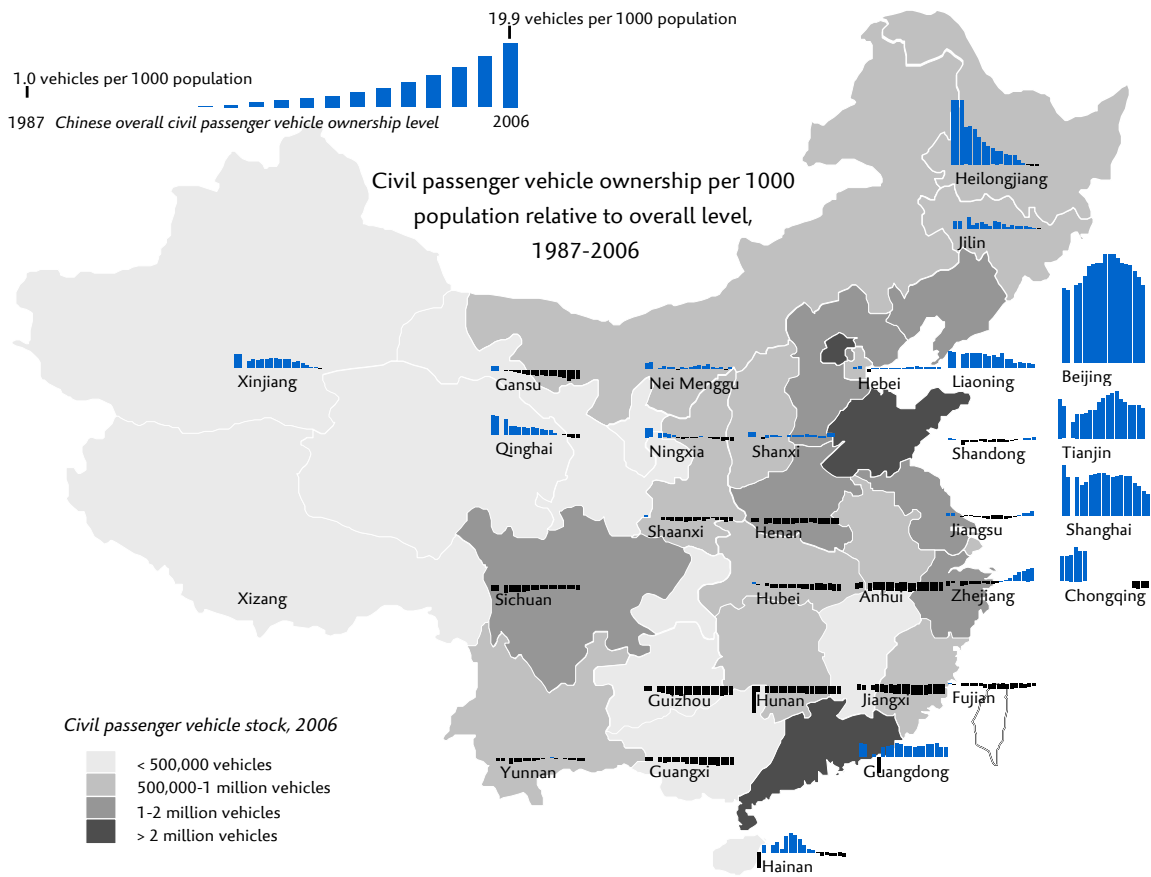 19.9 vehicles per 1000 population
1.0 vehicles per 1000 population
1987 Chinese overall civil passenger vehicle ownership level 2006
Civil passenger vehicle ownership per 1000
population relative to overall level,
1987-2006
Heilongjiang
Jilin
Xinjiang
Gansu
Nei Menggu
Hebei
Liaoning
Beijing
Qinghai
Ningxia
Shanxi
Shandong
Tianjin
Shaanxi
Henan
Jiangsu
Shanghai
Xizang
Sichuan
Hubei
Anhui
Zhejiang
Chongqing
Guizhou
Hunan
Jiangxi
Fujian
Yunnan
Guangxi
Guangdong
Hainan
Civil passenger vehicle stock, 2006
< 500,000 vehicles
500,000-1 million vehicles
1-2 million vehicles
> 2 million vehicles